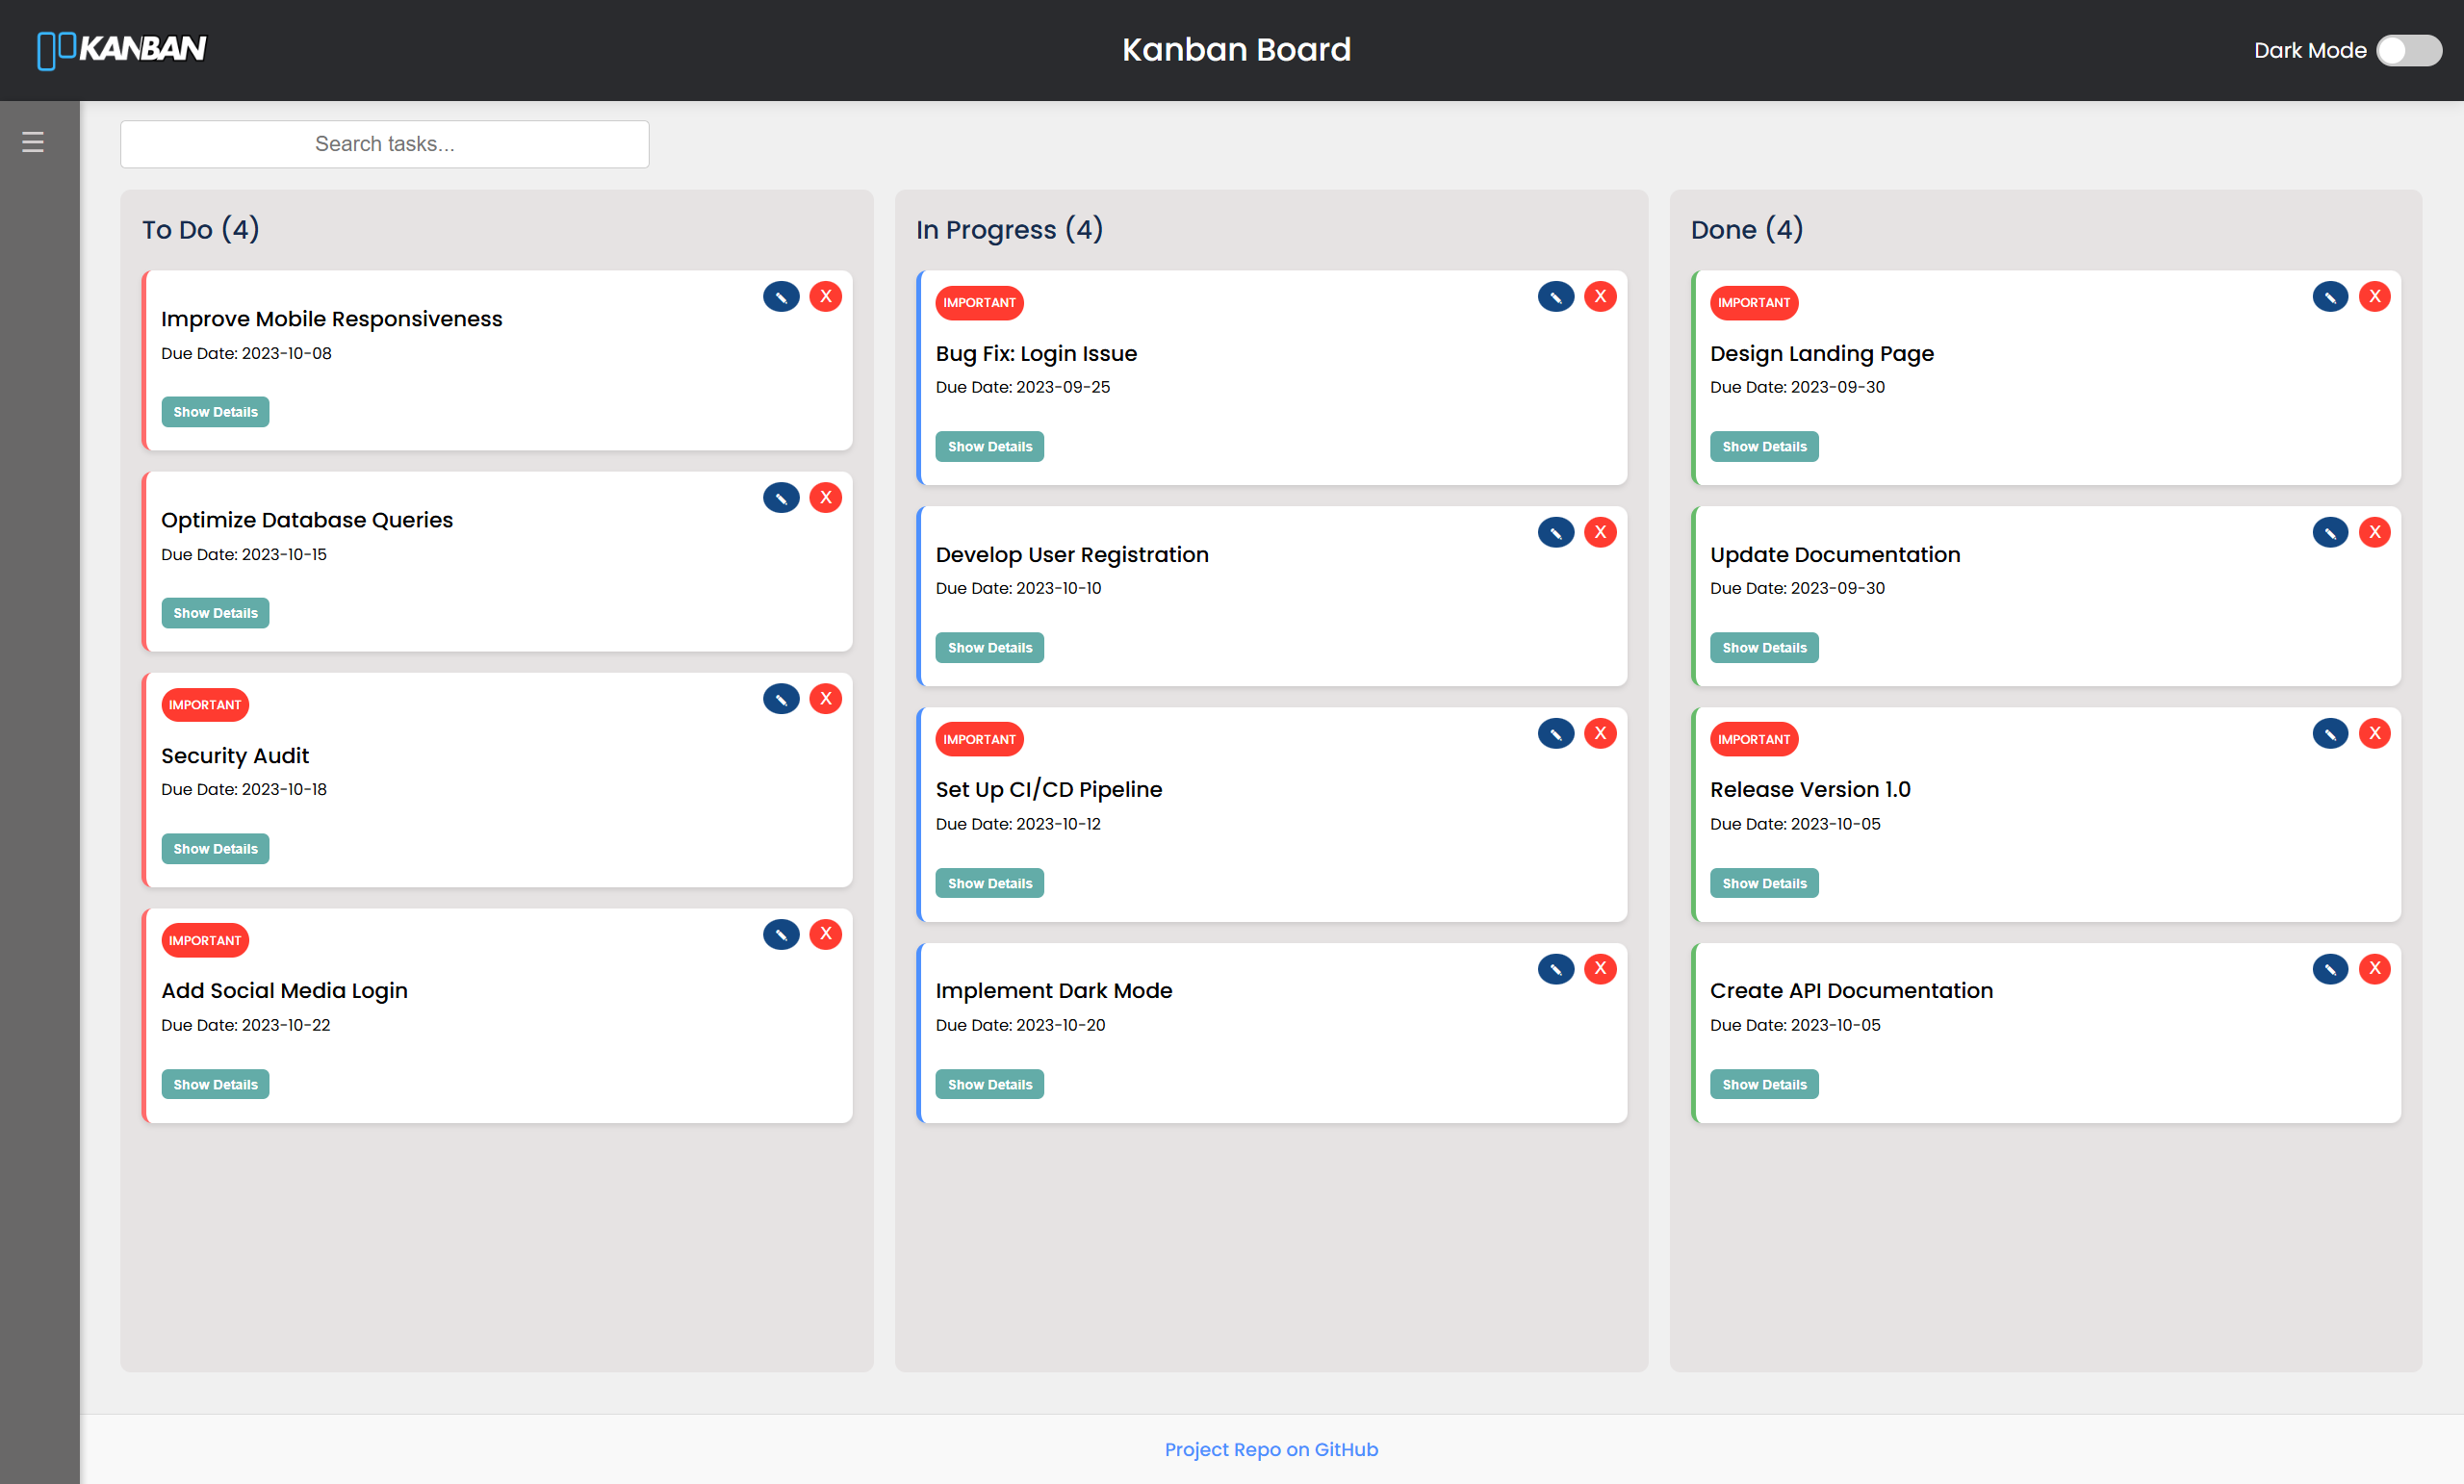 KANBAN
Kanban Board
Dark Mode
Search tasks...
To Do (4)
Improve Mobile Responsiveness
Due Date: 2023-10-08
Show Details
X
Optimize Database Queries
Due Date: 2023-10-15
Show Details
X
IMPORTANT
Security Audit
Due Date: 2023-10-18
Show Details
X
IMPORTANT
Add Social Media Login
Due Date: 2023-10-22
Show Details
X
In Progress (4)
IMPORTANT
Bug Fix: Login Issue
Due Date: 2023-09-25
Show Details
X
Develop User Registration
Due Date: 2023-10-10
Show Details
X
IMPORTANT
Set Up CI/CD Pipeline
Due Date: 2023-10-12
Show Details
X
Implement Dark Mode
Due Date: 2023-10-20
Show Details
X
Done (4)
IMPORTANT
Design Landing Page
Due Date: 2023-09-30
Show Details
X
Update Documentation
Due Date: 2023-09-30
Show Details
X
IMPORTANT
Release Version 1.0
Due Date: 2023-10-05
Show Details
X
Create API Documentation
Due Date: 2023-10-05
Show Details
X
Project Repo on GitHub